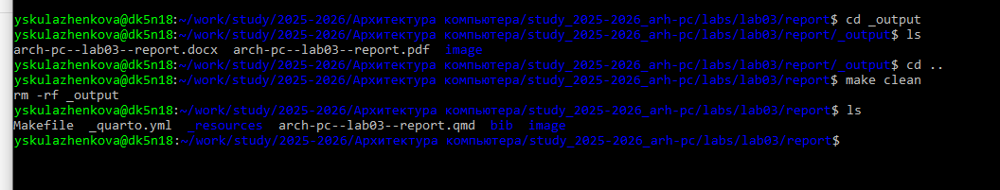 yskulazhenkova@dk5n18:~/work/study/2025-2026/Архитектура компьютера/study_2025-2026_arh-pc/labs/lab03/report$ cd _output
yskulazhenkova@dk5n18:~/work/study/2025-2026/Архитектура компьютера/study_2025-2026_arh-pc/labs/lab03/report/_output$ ls
arch-pc--lab03--report.docx  arch-pc--lab03--report.pdf  image
yskulazhenkova@dk5n18:~/work/study/2025-2026/Архитектура компьютера/study_2025-2026_arh-pc/labs/lab03/report/_output$ cd ..
yskulazhenkova@dk5n18:~/work/study/2025-2026/Архитектура компьютера/study_2025-2026_arh-pc/labs/lab03/report$ make clean
rm -rf _output
yskulazhenkova@dk5n18:~/work/study/2025-2026/Архитектура компьютера/study_2025-2026_arh-pc/labs/lab03/report$ ls
Makefile  _quarto.yml  _resources  arch-pc--lab03--report.qmd  bib  image
yskulazhenkova@dk5n18:~/work/study/2025-2026/Архитектура компьютера/study_2025-2026_arh-pc/labs/lab03/report$